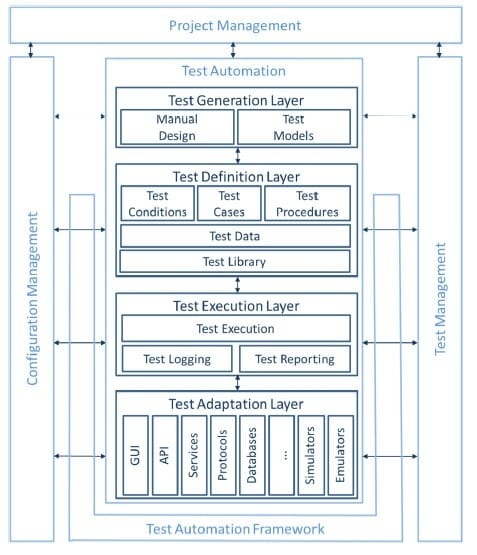 Project Management
Test Automation
Test Generation Layer
Manual
Design
Test
Models
Test Definition Layer
Test
Conditions
Test
Cases
Test
Procedures
Test Data
Test Library
Test Execution Layer
Test Execution
Test Logging
Test Reporting
Test Adaptation Layer
GUI
API
Services
Protocols
Databases
...
Simulators
Emulators
Configuration Management
Test Management
Test Automation Framework